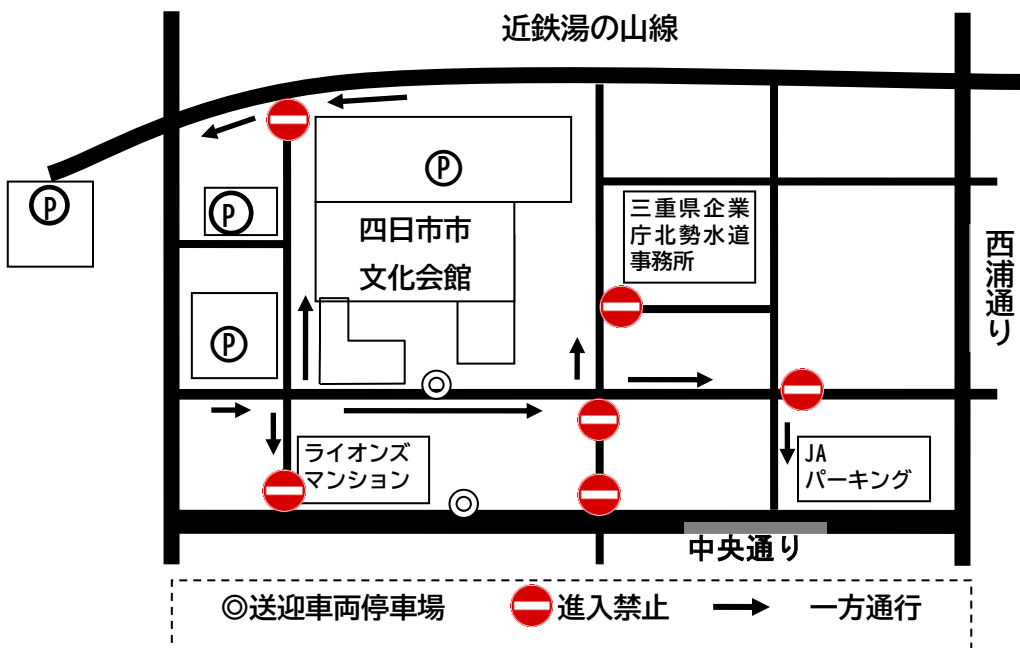 近鉄湯の山線
Ⓟ
Ⓟ
Ⓟ
四日市市
文化会館
三重県企業
庁北勢水道
事務所
西浦通り
Ⓟ
ライオンズ
マンション
JA
パーキング
中央通り
◎送迎車両停車場
進入禁止
一方通行